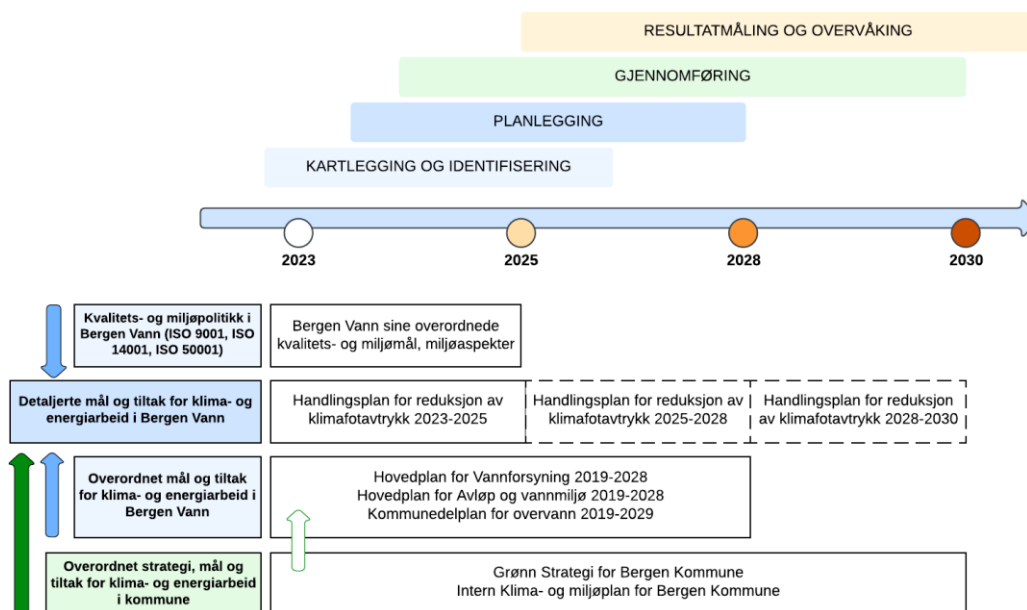 RESULTATMÅLING OG OVERVÅKING
GJENNOMFØRING
PLANLEGGING
KARTLEGGING OG IDENTIFISERING
2023
2025
2028
2030
Kvalitets- og miljøpolitikk i
Bergen Vann (ISO 9001, ISO
14001, ISO 50001)
Bergen Vann sine overordnede
kvalitets- og miljømål, miljøaspekter
Detaljerte mål og tiltak for klima- og
energiarbeid i Bergen Vann
Handlingsplan for reduksjon av
klimafotavtrykk 2023-2025
Handlingsplan for reduksjon av
klimafotavtrykk 2025-2028
Handlingsplan for reduksjon
av klimafotavtrykk 2028-2030
Overordnet mål og tiltak
for klima- og energiarbeid i
Bergen Vann
Hovedplan for Vannforsyning 2019-2028
Hovedplan for Avløp og vannmiljø 2019-2028
Kommunedelplan for overvann 2019-2029
Overordnet strategi, mål og
tiltak for klima- og energiarbeid
i kommune
Grønn Strategi for Bergen Kommune
Intern Klima- og miljøplan for Bergen Kommune